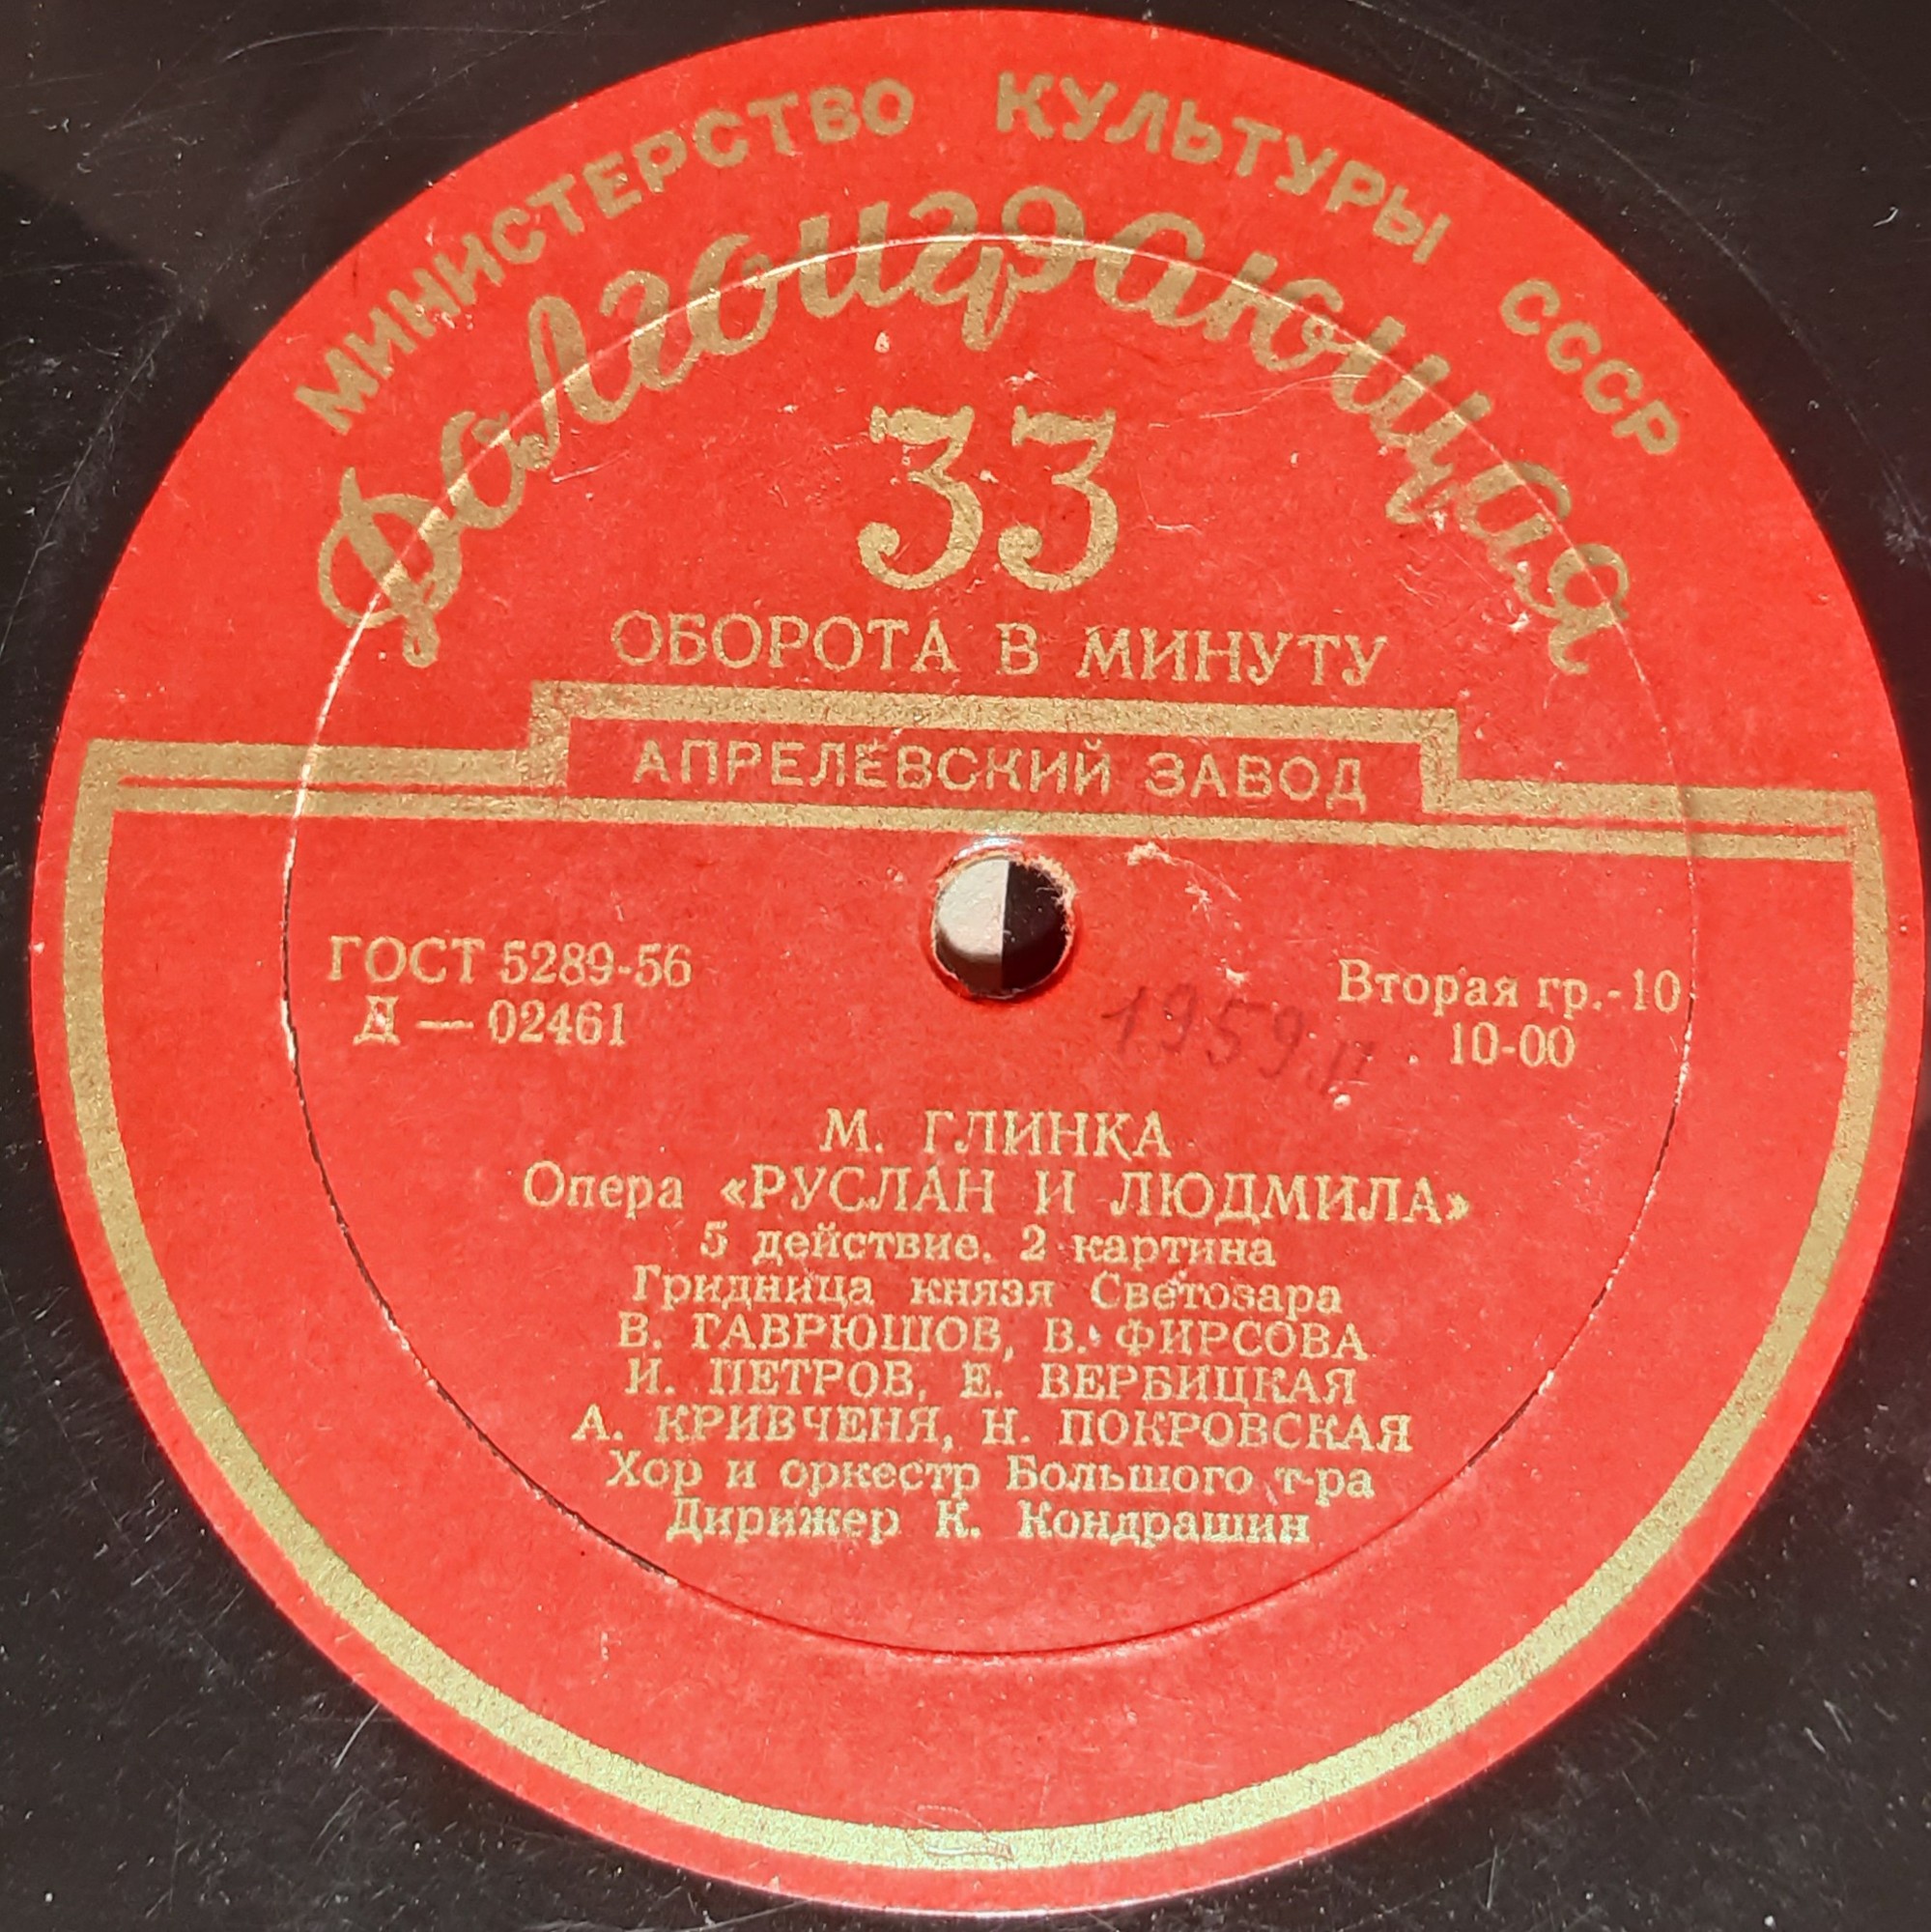 МИНИСТЕРСТВО КУЛЬТУРЫ СССР
Долгоиграющая
33
ОБОРОТА В МИНУТУ
АПРЕЛЕВСКИЙ ЗАВОД
ГОСТ 5289-56
Д — 02461
Вторая гр.-10
10-00
1959
М. ГЛИНКА
Опера «РУСЛАН И ЛЮДМИЛА»
5 действие. 2 картина
Гридница князя Светозара
В. ГАВРЮШОВ, В. ФИРСОВА
И. ПЕТРОВ, Е. ВЕРБИЦКАЯ
А. КРИВЧЕНЯ, Н. ПОКРОВСКАЯ
Хор и оркестр Большого т-ра
Дирижер К. Кондрашин